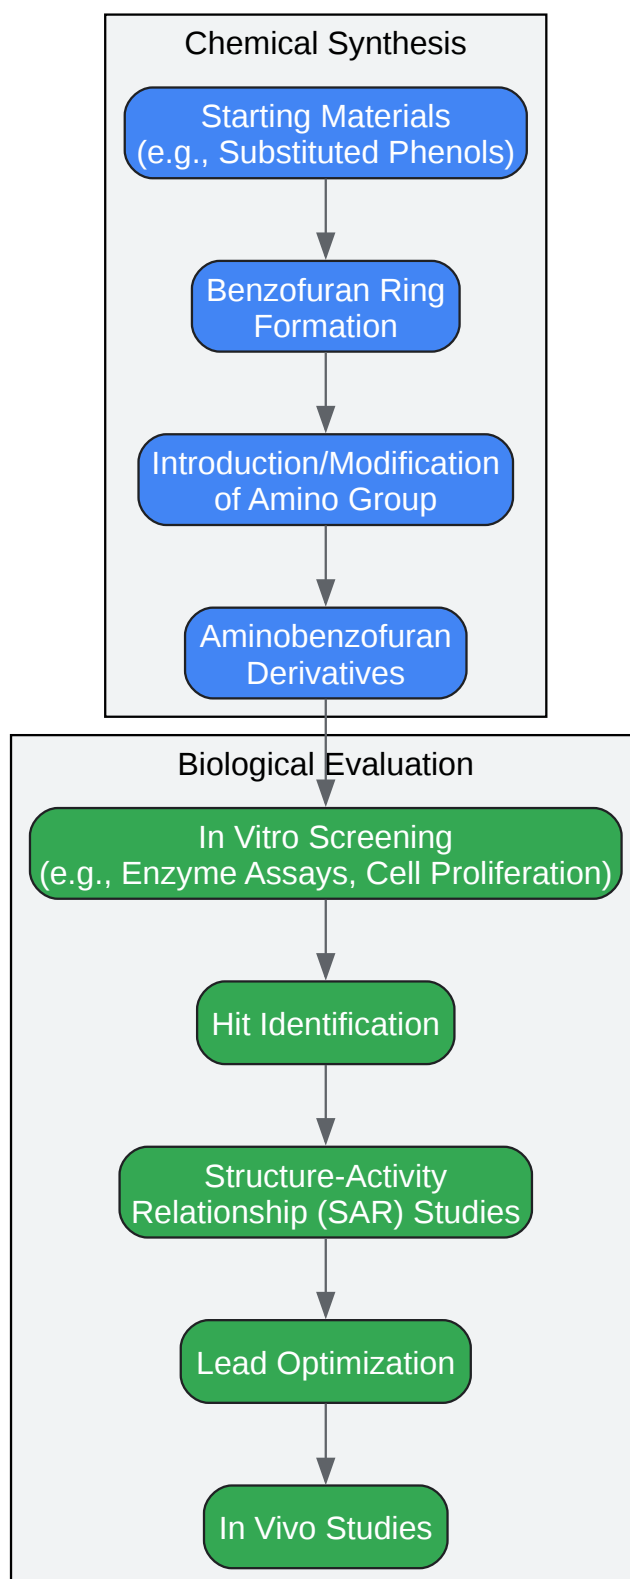 Chemical Synthesis
Starting Materials
(e.g., Substituted Phenols)
Benzofuran Ring
Formation
Introduction/Modification
of Amino Group
Aminobenzofuran
Derivatives
Biological Evaluation
In Vitro Screening
(e.g., Enzyme Assays, Cell Proliferation)
Hit Identification
Structure-Activity
Relationship (SAR) Studies
Lead Optimization
In Vivo Studies